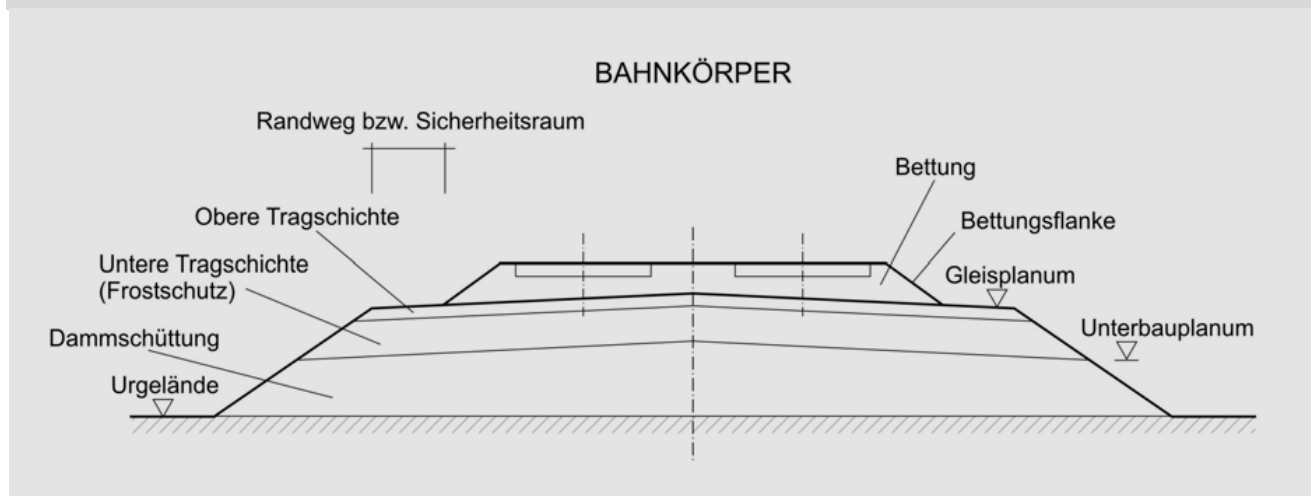 BAHNKÖRPER
Randweg bzw. Sicherheitsraum
Bettung
Obere Tragschichte
Bettungsflanke
Untere Tragschichte
(Frostschutz)
Gleisplanum
Dammschüttung
Unterbauplanum
Urgelände